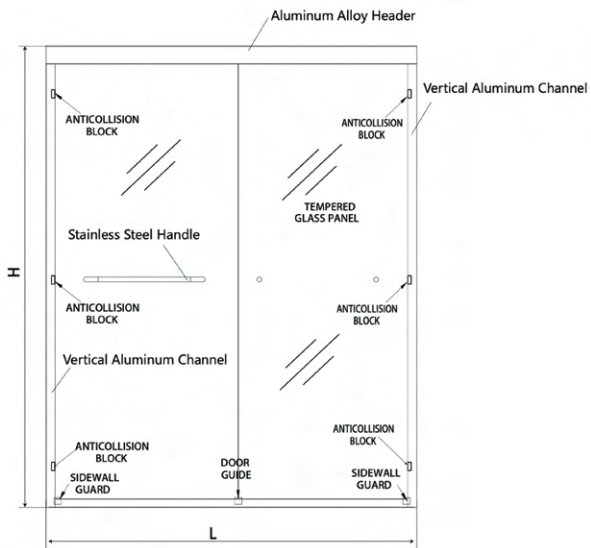 Aluminum Alloy Header
Vertical Aluminum Channel
ANTICOLLISION
BLOCK
ANTICOLLISION
BLOCK
TEMPERED
GLASS PANEL
Stainless Steel Handle
H
ANTICOLLISION
BLOCK
ANTICOLLISION
BLOCK
Vertical Aluminum Channel
ANTICOLLISION
BLOCK
ANTICOLLISION
BLOCK
SIDEWALL
GUARD
DOOR
GUIDE
SIDEWALL
GUARD
L